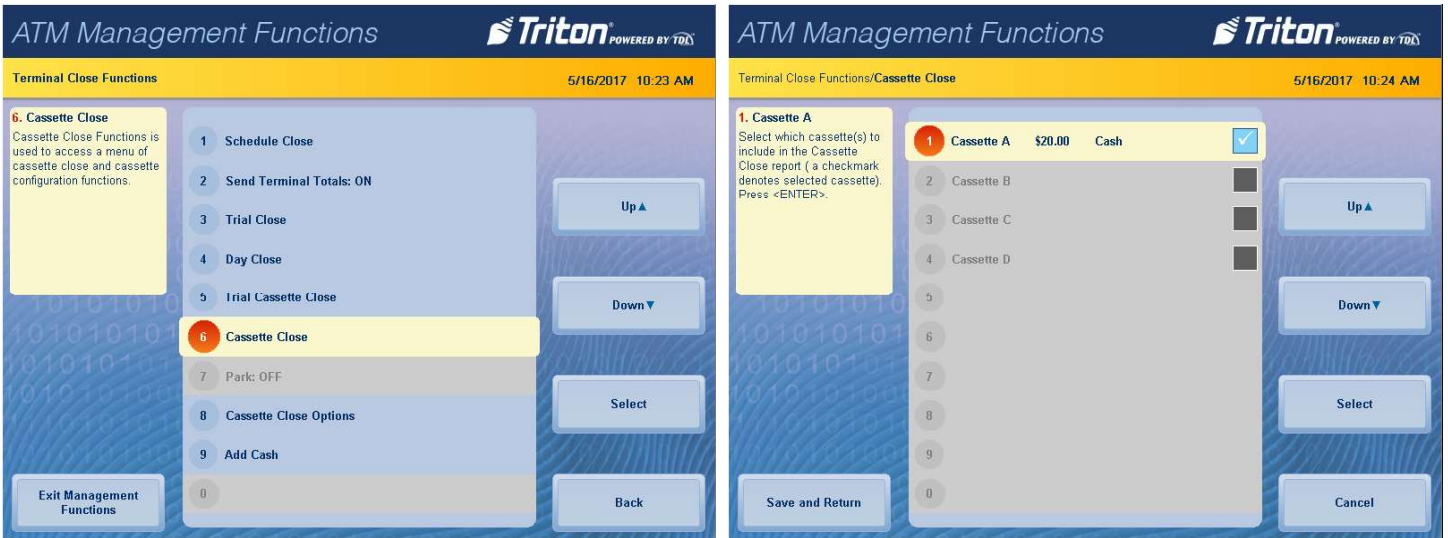 ATM Management Functions
Triton POWERED BY TDL
Terminal Close Functions
5/16/2017 10:23 AM
6. Cassette Close
Cassette Close Functions is
used to access a menu of
cassette close and cassette
configuration functions.
1 Schedule Close
2 Send Terminal Totals: ON
3 Trial Close
4 Day Close
5 Trial Cassette Close
6 Cassette Close
7 Park: OFF
8 Cassette Close Options
9 Add Cash
0
Up▲
Down▼
Select
Back
Exit Management
Functions
ATM Management Functions
Triton POWERED BY TDL
Terminal Close Functions/Cassette Close
5/16/2017 10:24 AM
1. Cassette A
Select which cassette(s) to
include in the Cassette
Close report ( a checkmark
denotes selected cassette).
Press <ENTER>.
1 Cassette A $20.00 Cash
2 Cassette B
3 Cassette C
4 Cassette D
5
6
7
8
9
0
Up▲
Down▼
Select
Cancel
Save and Return